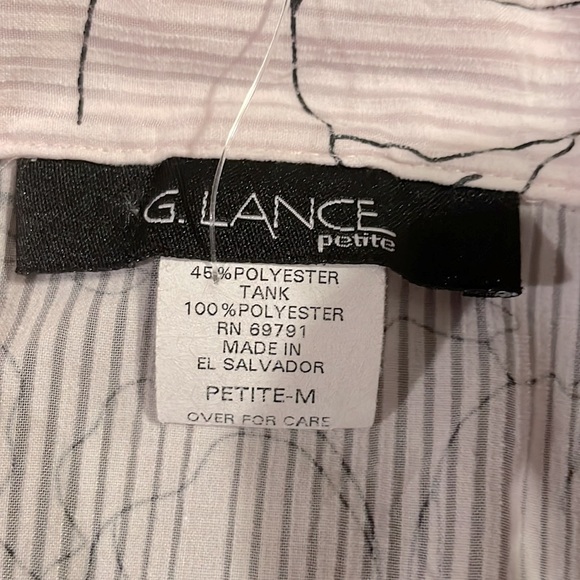 G. LANCE
petite
45%POLYESTER
TANK
100%POLYESTER
RN 69791
MADE IN
EL SALVADOR
PETITE-M
OVER FOR CARE